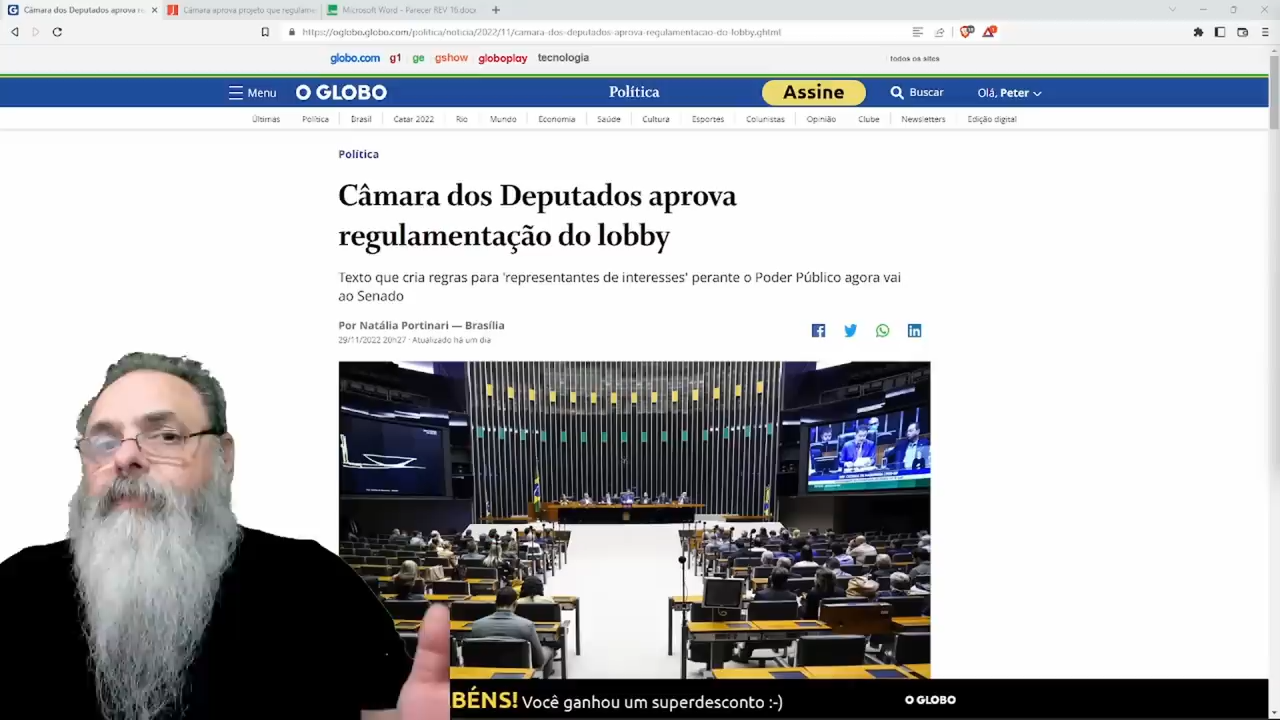 Câmara dos Deputados aprova re
Câmara aprova projeto que regulame
Microsoft Word - Parecer REV 16.docx
https://oglobo.globo.com/politica/noticia/2022/11/camara-dos-deputados-aprova-regulamentacao-do-lobby.ghtml
globo.com g1 ge gshow globoplay tecnologia
todos os sites
Menu O GLOBO Política Assine Buscar Olá, Peter
Últimas Política Brasil Catar 2022 Rio Mundo Economia Saúde Cultura Esportes Colunistas Opinião Clube Newsletters Edição digital
Política
Câmara dos Deputados aprova
regulamentação do lobby
Texto que cria regras para 'representantes de interesses' perante o Poder Público agora vai
ao Senado
Por Natália Portinari — Brasília
29/11/2022 20h27 · Atualizado há um dia
BÉNS! Você ganhou um superdesconto :-) O GLOBO